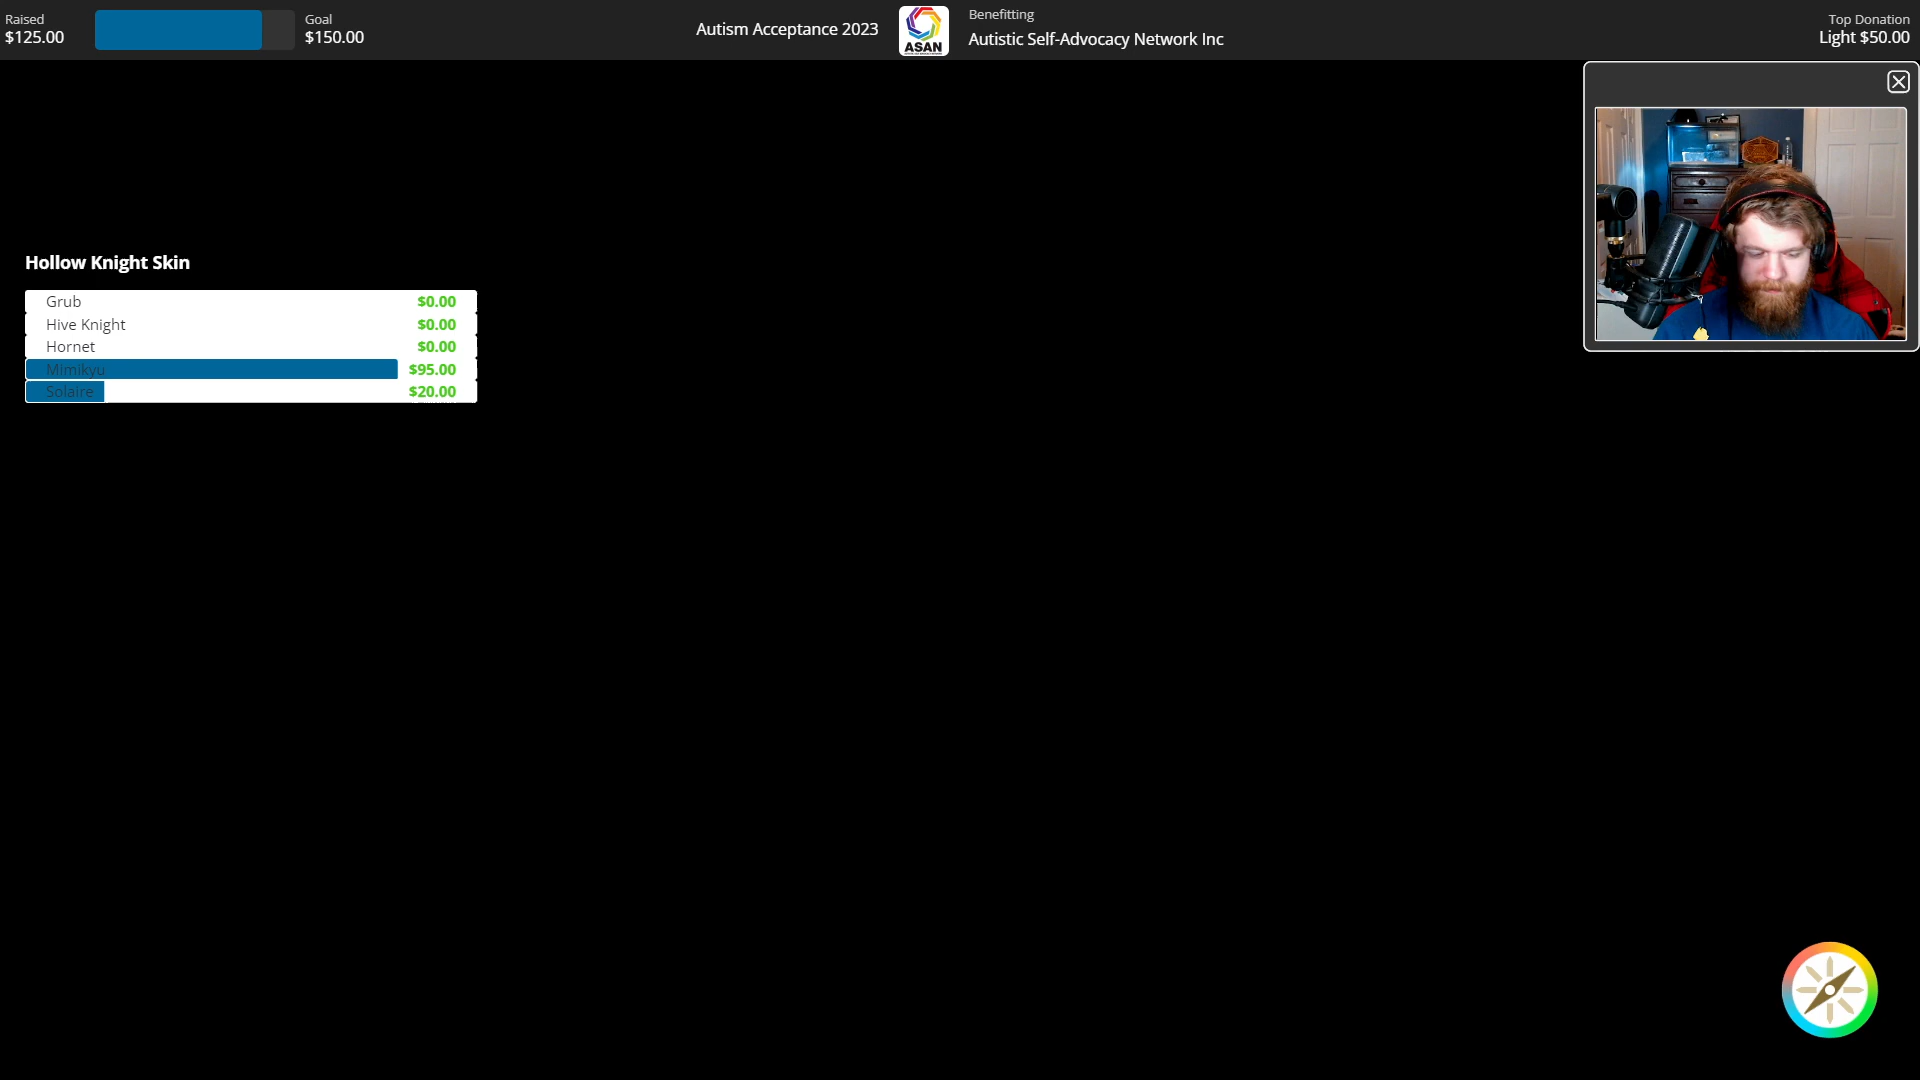 Raised
$125.00
Goal
$150.00
Autism Acceptance 2023
ASAN
Benefitting
Autistic Self-Advocacy Network Inc
Top Donation
Light $50.00
Hollow Knight Skin
Grub $0.00
Hive Knight $0.00
Hornet $0.00
MImikyu $95.00
Solaire $20.00